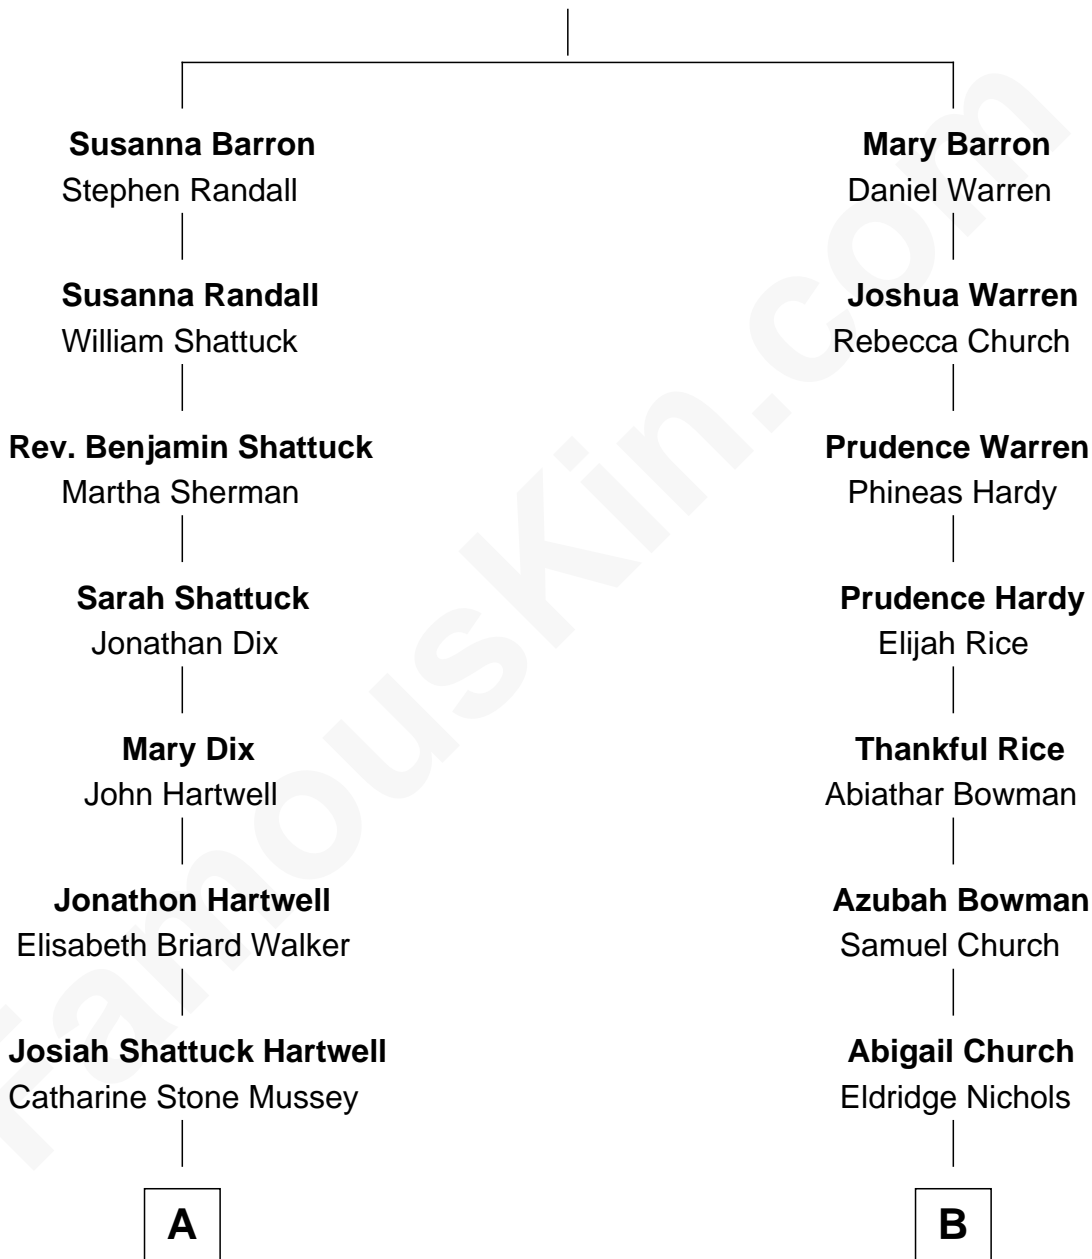 Susanna Barron
Stephen Randall
Susanna Randall
William Shattuck
Rev. Benjamin Shattuck
Martha Sherman
Sarah Shattuck
Jonathan Dix
Mary Dix
John Hartwell
Jonathon Hartwell
Elisabeth Briard Walker
Josiah Shattuck Hartwell
Catharine Stone Mussey
A
Mary Barron
Daniel Warren
Joshua Warren
Rebecca Church
Prudence Warren
Phineas Hardy
Prudence Hardy
Elijah Rice
Thankful Rice
Abiathar Bowman
Azubah Bowman
Samuel Church
Abigail Church
Eldridge Nichols
B
FamousKin.com